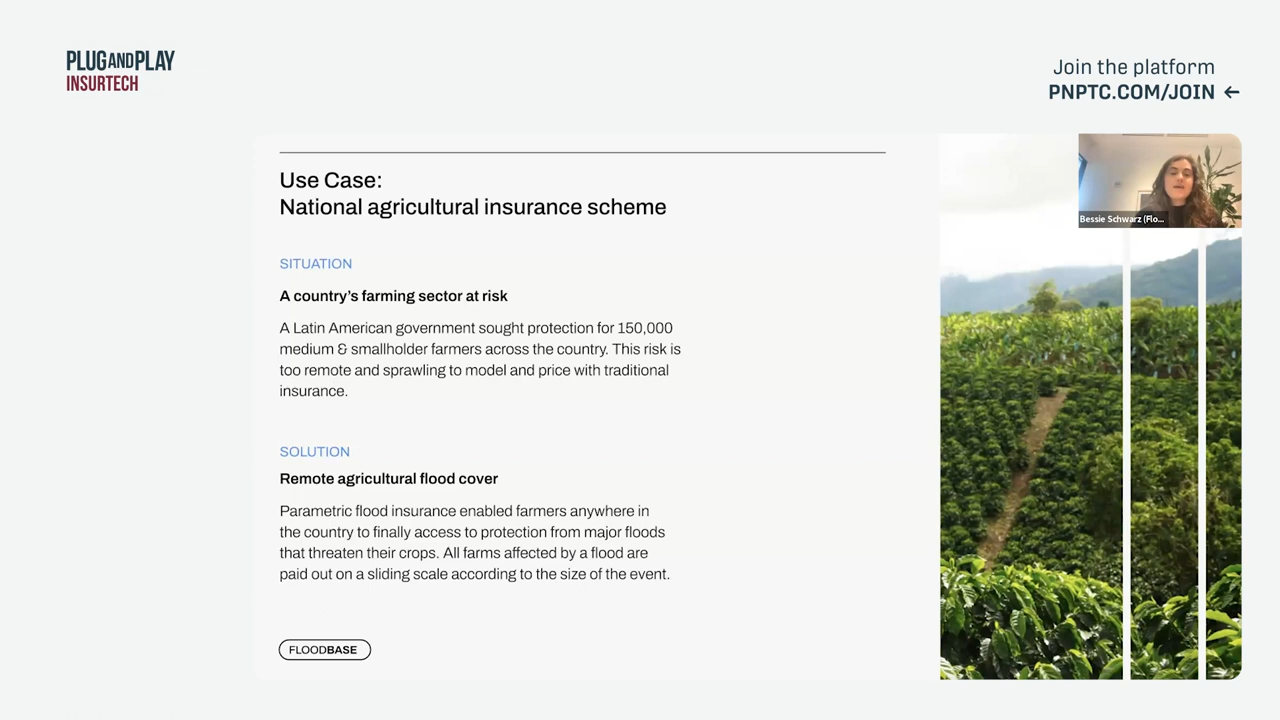 PLUG AND PLAY
INSURTECH
Join the platform
PNPTC.COM/JOIN ←
Use Case:
National agricultural insurance scheme
SITUATION
A country’s farming sector at risk
A Latin American government sought protection for 150,000
medium & smallholder farmers across the country. This risk is
too remote and sprawling to model and price with traditional
insurance.
SOLUTION
Remote agricultural flood cover
Parametric flood insurance enabled farmers anywhere in
the country to finally access to protection from major floods
that threaten their crops. All farms affected by a flood are
paid out on a sliding scale according to the size of the event.
FLOODBASE
Bessie Schwarz (Flo...